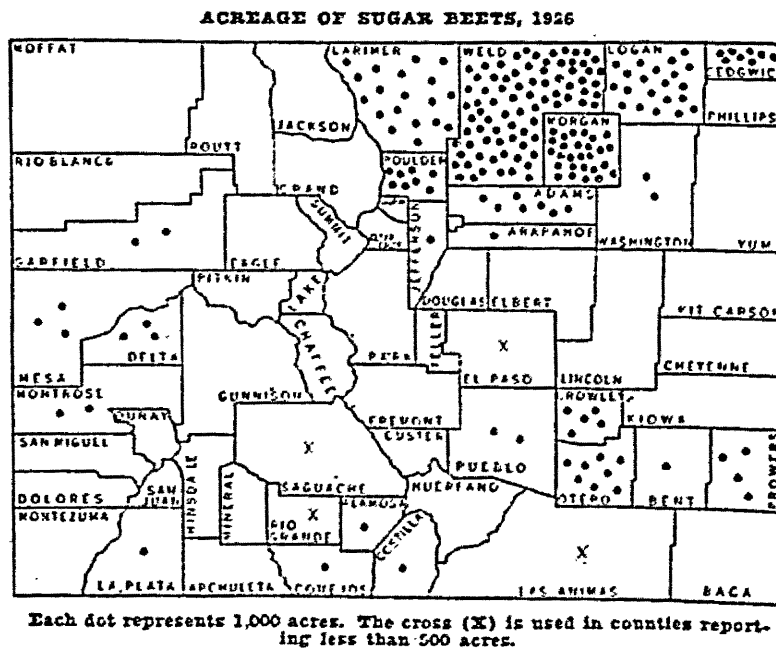 ACREAGE OF SUGAR BEETS, 1926
MOFFAT
LARIMER
WELD
LOGAN
SEDGWICK
PHILLIPS
JACKSON
MORGAN
ROUTT
RIO BLANCO
BOULDER
GRAND
ADAMS
SUMMIT
JEFFERSON
ARAPAHOE
WASHINGTON
YUMA
GARFIELD
EAGLE
PITKIN
LAKE
DOUGLAS
ELBERT
KIT CARSON
CHAFFEE
TELLER
X
DELTA
PARK
CHEYENNE
MESA
EL PASO
LINCOLN
MONTROSE
GUNNISON
CROWLEY
OURAY
FREMONT
KIOWA
CUSTER
SAN MIGUEL
X
PUEBLO
PROWERS
HINSDALE
MINERAL
SAGUACHE
HUERFANO
DOLORES
SAN JUAN
OTERO
BENT
ALAMOSA
MONTEZUMA
X
RIO GRANDE
COSTILLA
X
LA PLATA
ARCHULETA
CONEJOS
LAS ANIMAS
BACA
Each dot represents 1,000 acres. The cross (X) is used in counties report-
ing less than 500 acres.